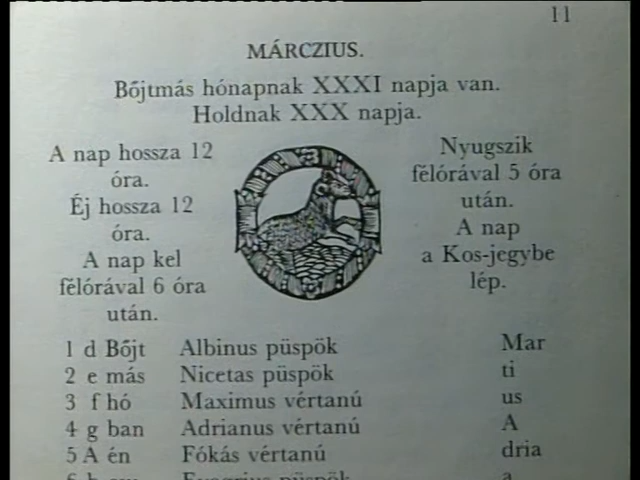 11
MÁRCZIUS.
Bőjtmás hónapnak XXXI napja van.
Holdnak XXX napja.
A nap hossza 12
óra.
Éj hossza 12
óra.
A nap kel
félórával 6 óra
után.
Nyugszik
félórával 5 óra
után.
A nap
a Kos-jegybe
lép.
1 d Bőjt Albinus püspök Mar
2 e más Nicetas püspök ti
3 f hó Maximus vértanú us
4 g ban Adrianus vértanú A
5 A én Fókás vértanú dria
püspök a